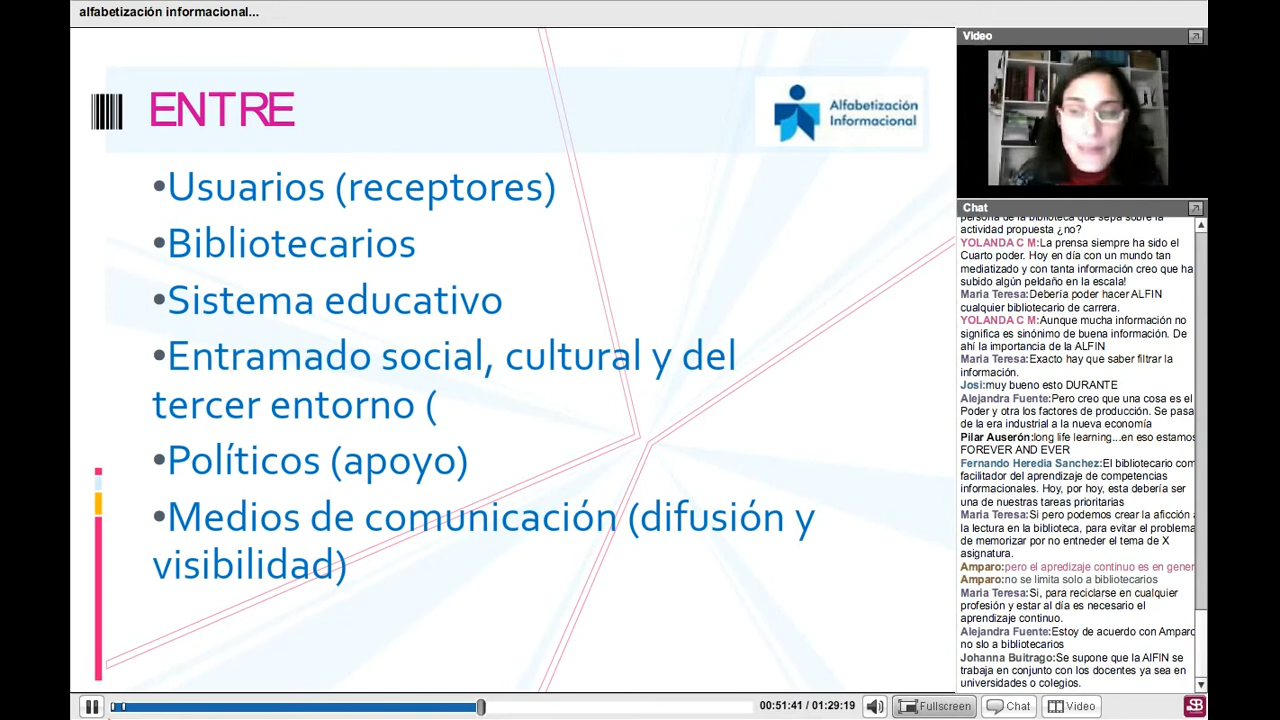 alfabetización informacional...
ENTRE
Alfabetización
Informacional
•Usuarios (receptores)
•Bibliotecarios
•Sistema educativo
•Entramado social, cultural y del
tercer entorno (
•Políticos (apoyo)
•Medios de comunicación (difusión y
visibilidad)
Video
Chat
persona de la biblioteca que sepa sobre la
actividad propuesta ¿no?
YOLANDA C M:La prensa siempre ha sido el
Cuarto poder. Hoy en día con un mundo tan
mediatizado y con tanta información creo que ha
subido algún peldaño en la escala!
Maria Teresa:Debería poder hacer ALFIN
cualquier bibliotecario de carrera.
YOLANDA C M:Aunque mucha información no
significa es sinónimo de buena información. De
ahí la importancia de la ALFIN
Maria Teresa:Exacto hay que saber filtrar la
información.
Josi:muy bueno esto DURANTE
Alejandra Fuente:Pero creo que una cosa es el
Poder y otra los factores de producción. Se pasa
de la era industrial a la nueva economía
Pilar Auserón:long life learning...en eso estamos
FOREVER AND EVER
Fernando Heredia Sanchez:El bibliotecario com
facilitador del aprendizaje de competencias
informacionales. Hoy, por hoy, esta debería ser
una de nuestras tareas prioritarias
Maria Teresa:Si pero podemos crear la afición
la lectura en la biblioteca, para evitar el problema
de memorizar por no entneder el tema de X
asignatura.
Amparo:pero el apredizaje continuo es en gener
Amparo:no se limita solo a bibliotecarios
Maria Teresa:Si, para reciclarse en cualquier
profesión y estar al día es necesario el
aprendizaje continuo.
Alejandra Fuente:Estoy de acuerdo con Amparo
no slo a bibliotecarios
Johanna Buitrago:Se supone que la AlFIN se
trabaja en conjunto con los docentes ya sea en
universidades o colegios.
00:51:41 / 01:29:19
Fullscreen
Chat
Video
SB